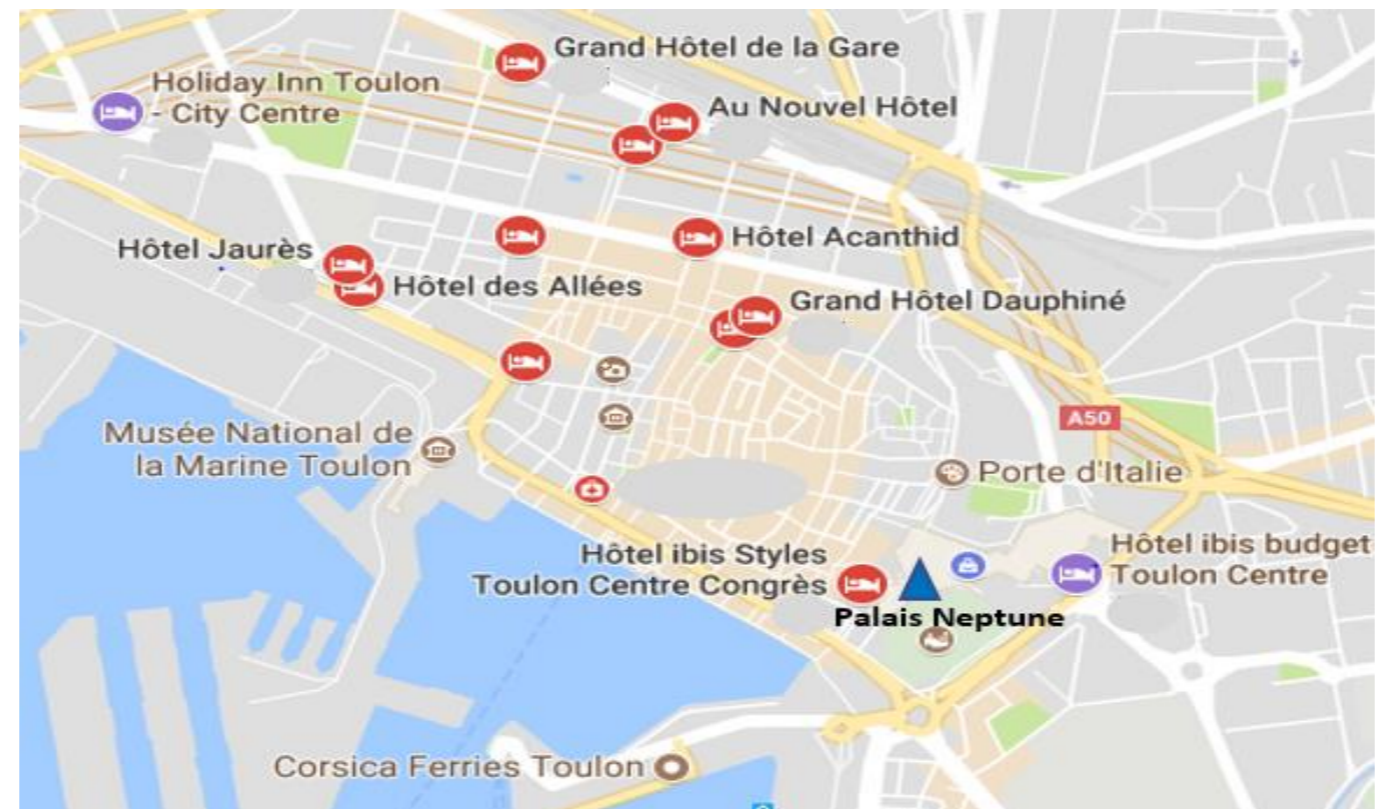 Grand Hôtel de la Gare
Holiday Inn Toulon
- City Centre
Au Nouvel Hôtel
Hôtel Jaurès
Hôtel Acanthid
Hôtel des Allées
Grand Hôtel Dauphiné
A50
Musée National de
la Marine Toulon
Porte d'Italie
Hôtel ibis Styles
Toulon Centre Congrès
Hôtel ibis budget
Toulon Centre
Palais Neptune
Corsica Ferries Toulon